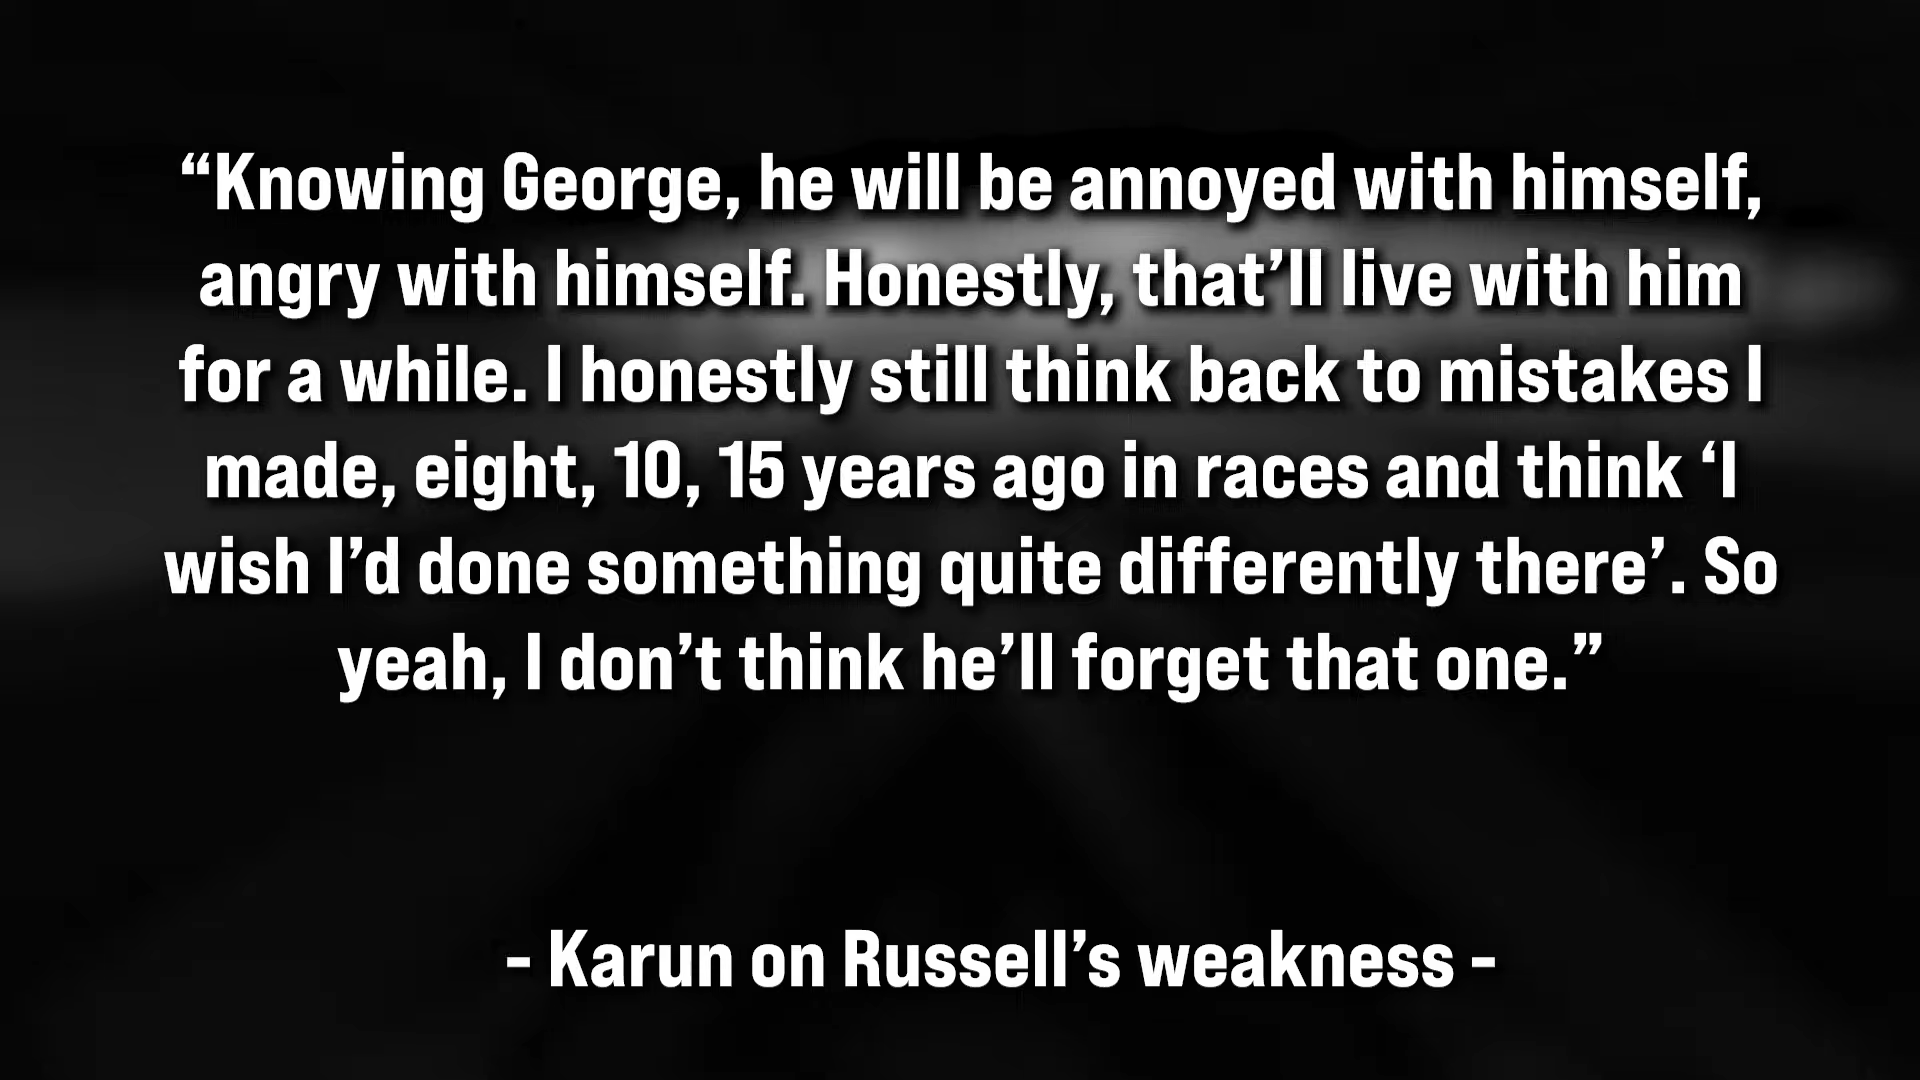 “Knowing George, he will be annoyed with himself,
angry with himself. Honestly, that’ll live with him
for a while. I honestly still think back to mistakes I
made, eight, 10, 15 years ago in races and think ‘I
wish I’d done something quite differently there’. So
yeah, I don’t think he’ll forget that one.”
- Karun on Russell’s weakness -